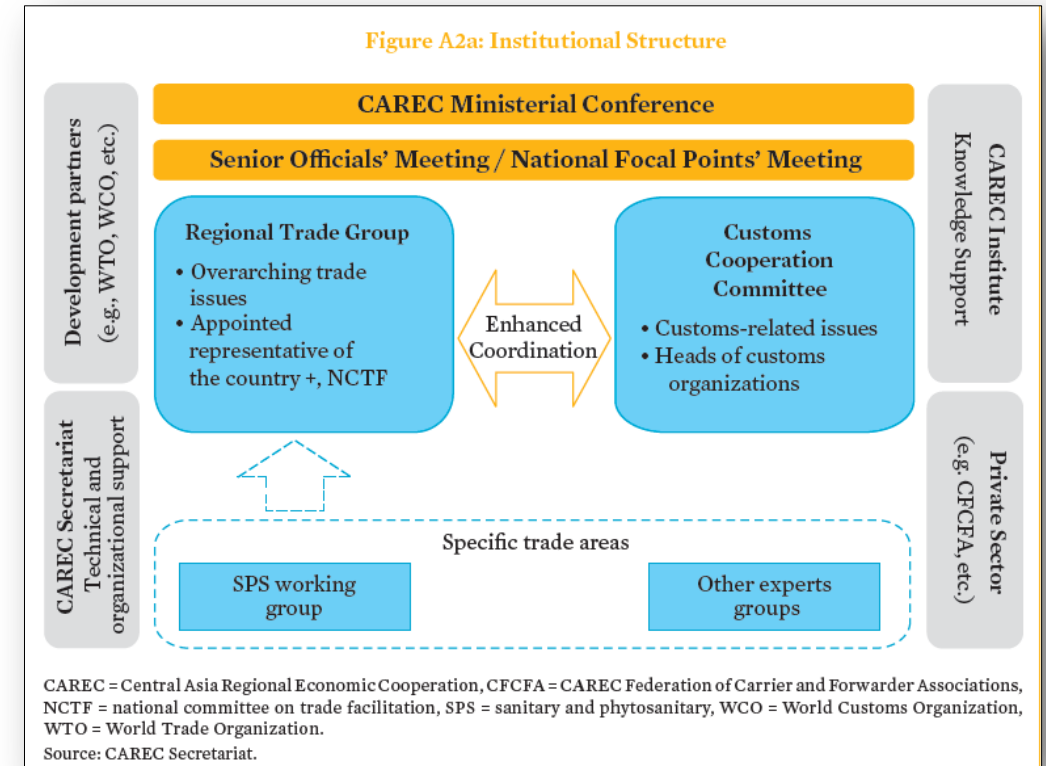 Figure A2a: Institutional Structure
Development partners
(e.g., WTO, WCO, etc.)
CAREC Ministerial Conference
Senior Officials' Meeting / National Focal Points' Meeting
CAREC Institute
Knowledge Support
Regional Trade Group
• Overarching trade
issues
• Appointed
representative of
the country +, NCTF
Enhanced
Coordination
Customs
Cooperation
Committee
• Customs-related issues
• Heads of customs
organizations
CAREC Secretariat
Technical and
organizational support
Specific trade areas
SPS working
group
Other experts
groups
Private Sector
(e.g. CFCFA, etc.)
CAREC = Central Asia Regional Economic Cooperation, CFCFA = CAREC Federation of Carrier and Forwarder Associations,
NCTF = national committee on trade facilitation, SPS = sanitary and phytosanitary, WCO = World Customs Organization,
WTO = World Trade Organization.
Source: CAREC Secretariat.